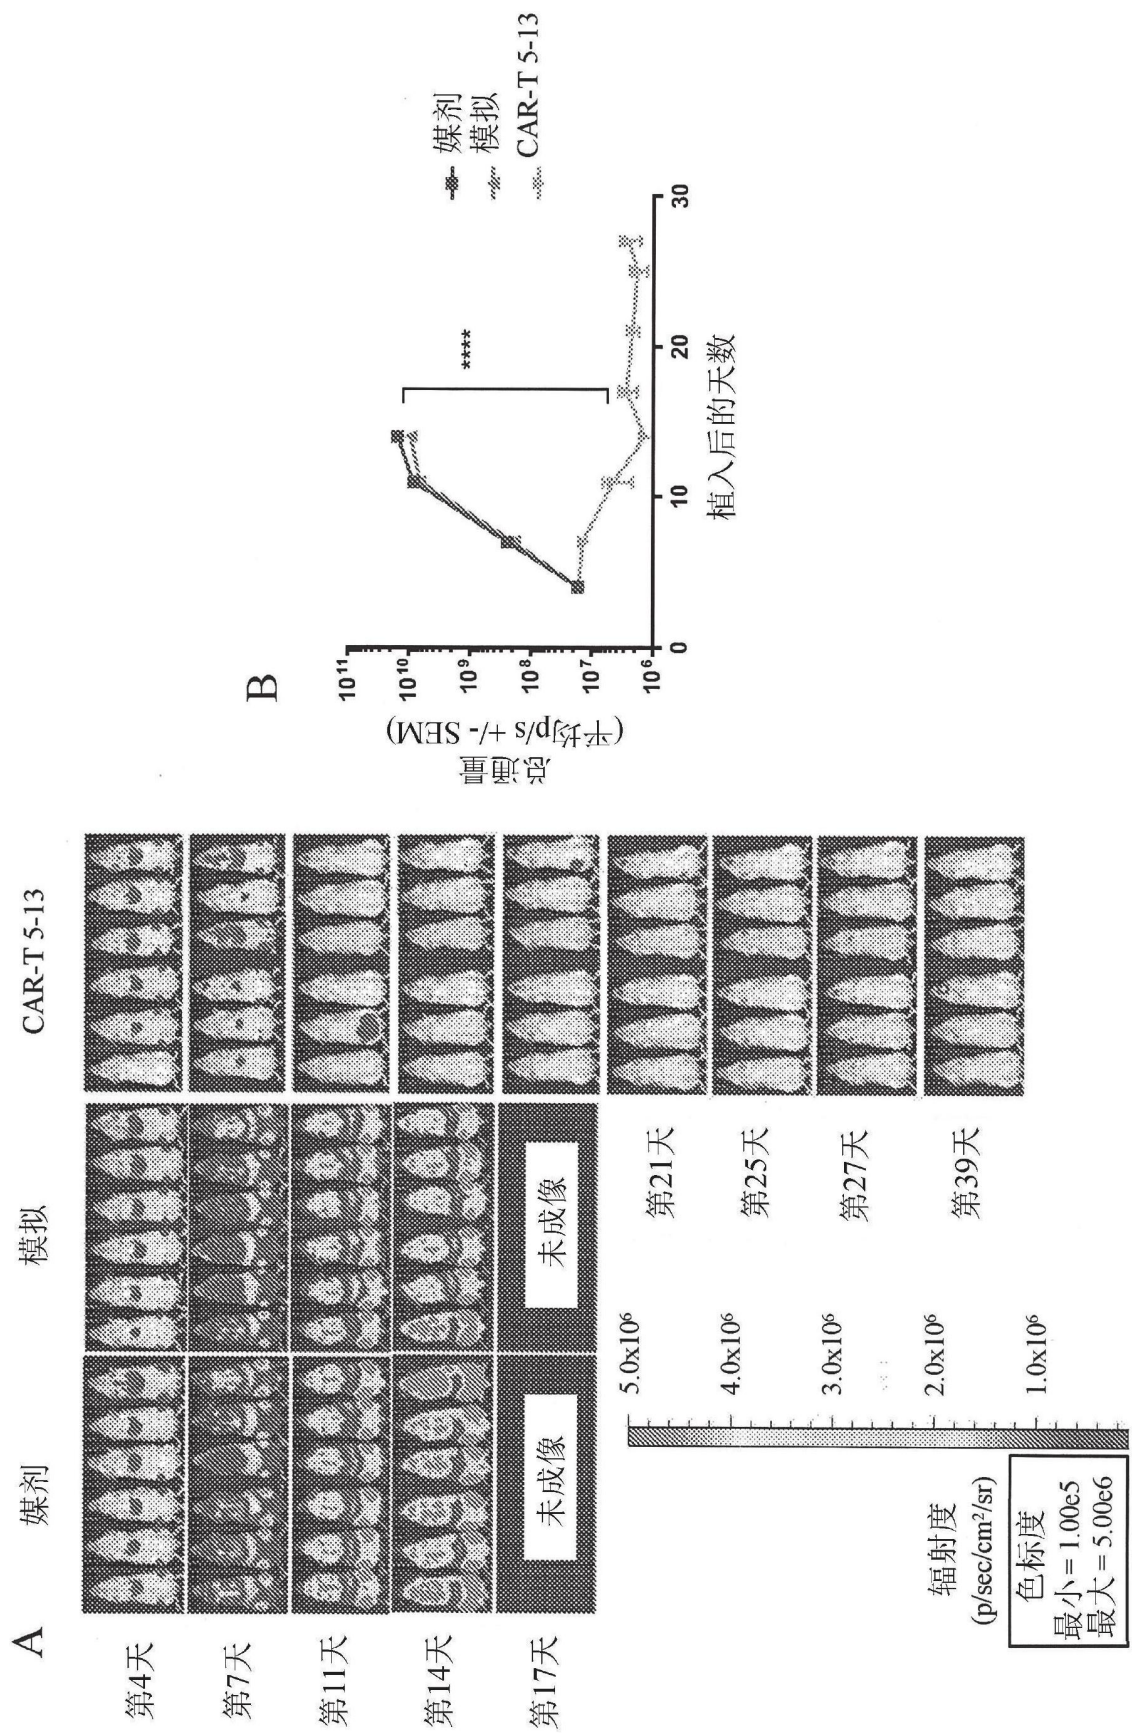 A
媒剂
模拟
CAR-T 5-13
第4天
第7天
第11天
第14天
第17天
未成像
未成像
第21天
第25天
第27天
第39天
5.0x10⁶
4.0x10⁶
3.0x10⁶
2.0x10⁶
1.0x10⁶
辐射度
(p/sec/cm²/sr)
色标度
最小 = 1.00e5
最大 = 5.00e6
B
总通量
(平均p/s +/- SEM)
10¹¹
10¹⁰
10⁹
10⁸
10⁷
10⁶
0
10
20
30
植入后的天数
****
媒剂
模拟
CAR-T 5-13